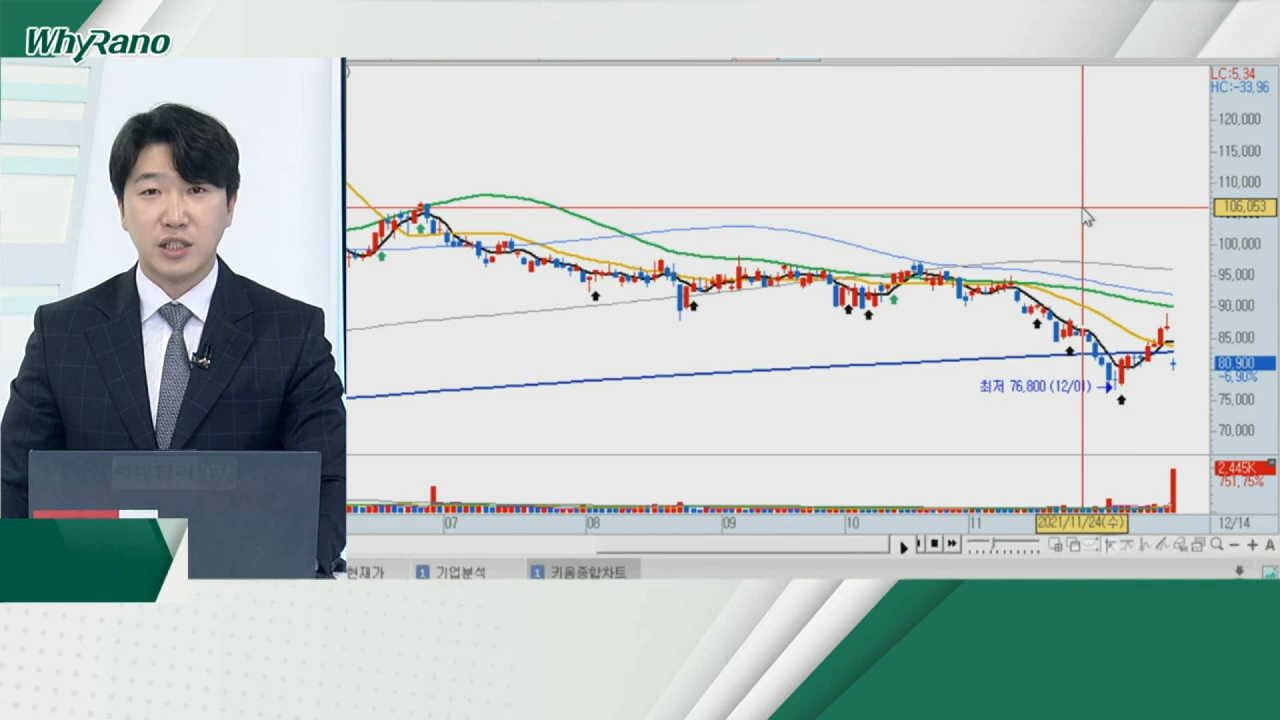 WhyRano
LC:5.34
HC:-33.96
120,000
115,000
110,000
106,053
100,000
95,000
90,000
85,000
80,900
-6.90%
75,000
70,000
최저 76,800 (12/01)
2,445K
751.75%
07
08
09
10
11
2021/11/24(수)
12/14
A
현재가
1 기업분석
1 키움종합차트